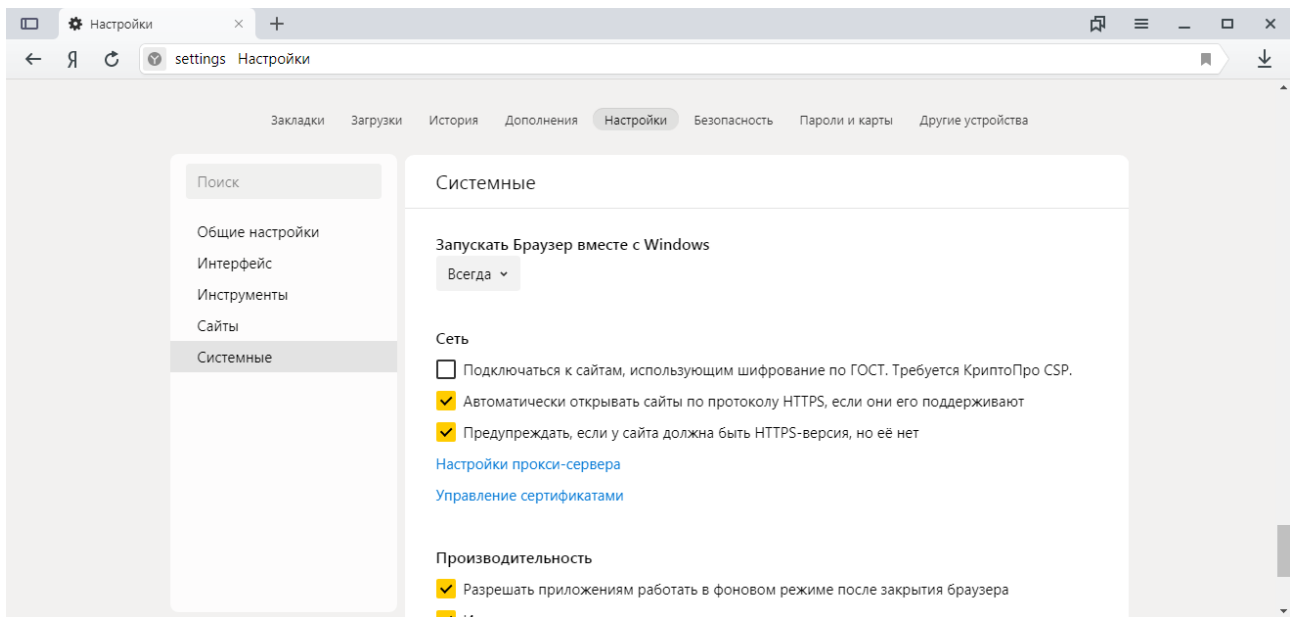 Настройки
Я
settings Настройки
Закладки Загрузки История Дополнения Настройки Безопасность Пароли и карты Другие устройства
Поиск
Общие настройки
Интерфейс
Инструменты
Сайты
Системные
Системные
Запускать Браузер вместе с Windows
Всегда
Сеть
Подключаться к сайтам, использующим шифрование по ГОСТ. Требуется КриптоПро CSP.
Автоматически открывать сайты по протоколу HTTPS, если они его поддерживают
Предупреждать, если у сайта должна быть HTTPS-версия, но её нет
Настройки прокси-сервера
Управление сертификатами
Производительность
Разрешать приложениям работать в фоновом режиме после закрытия браузера